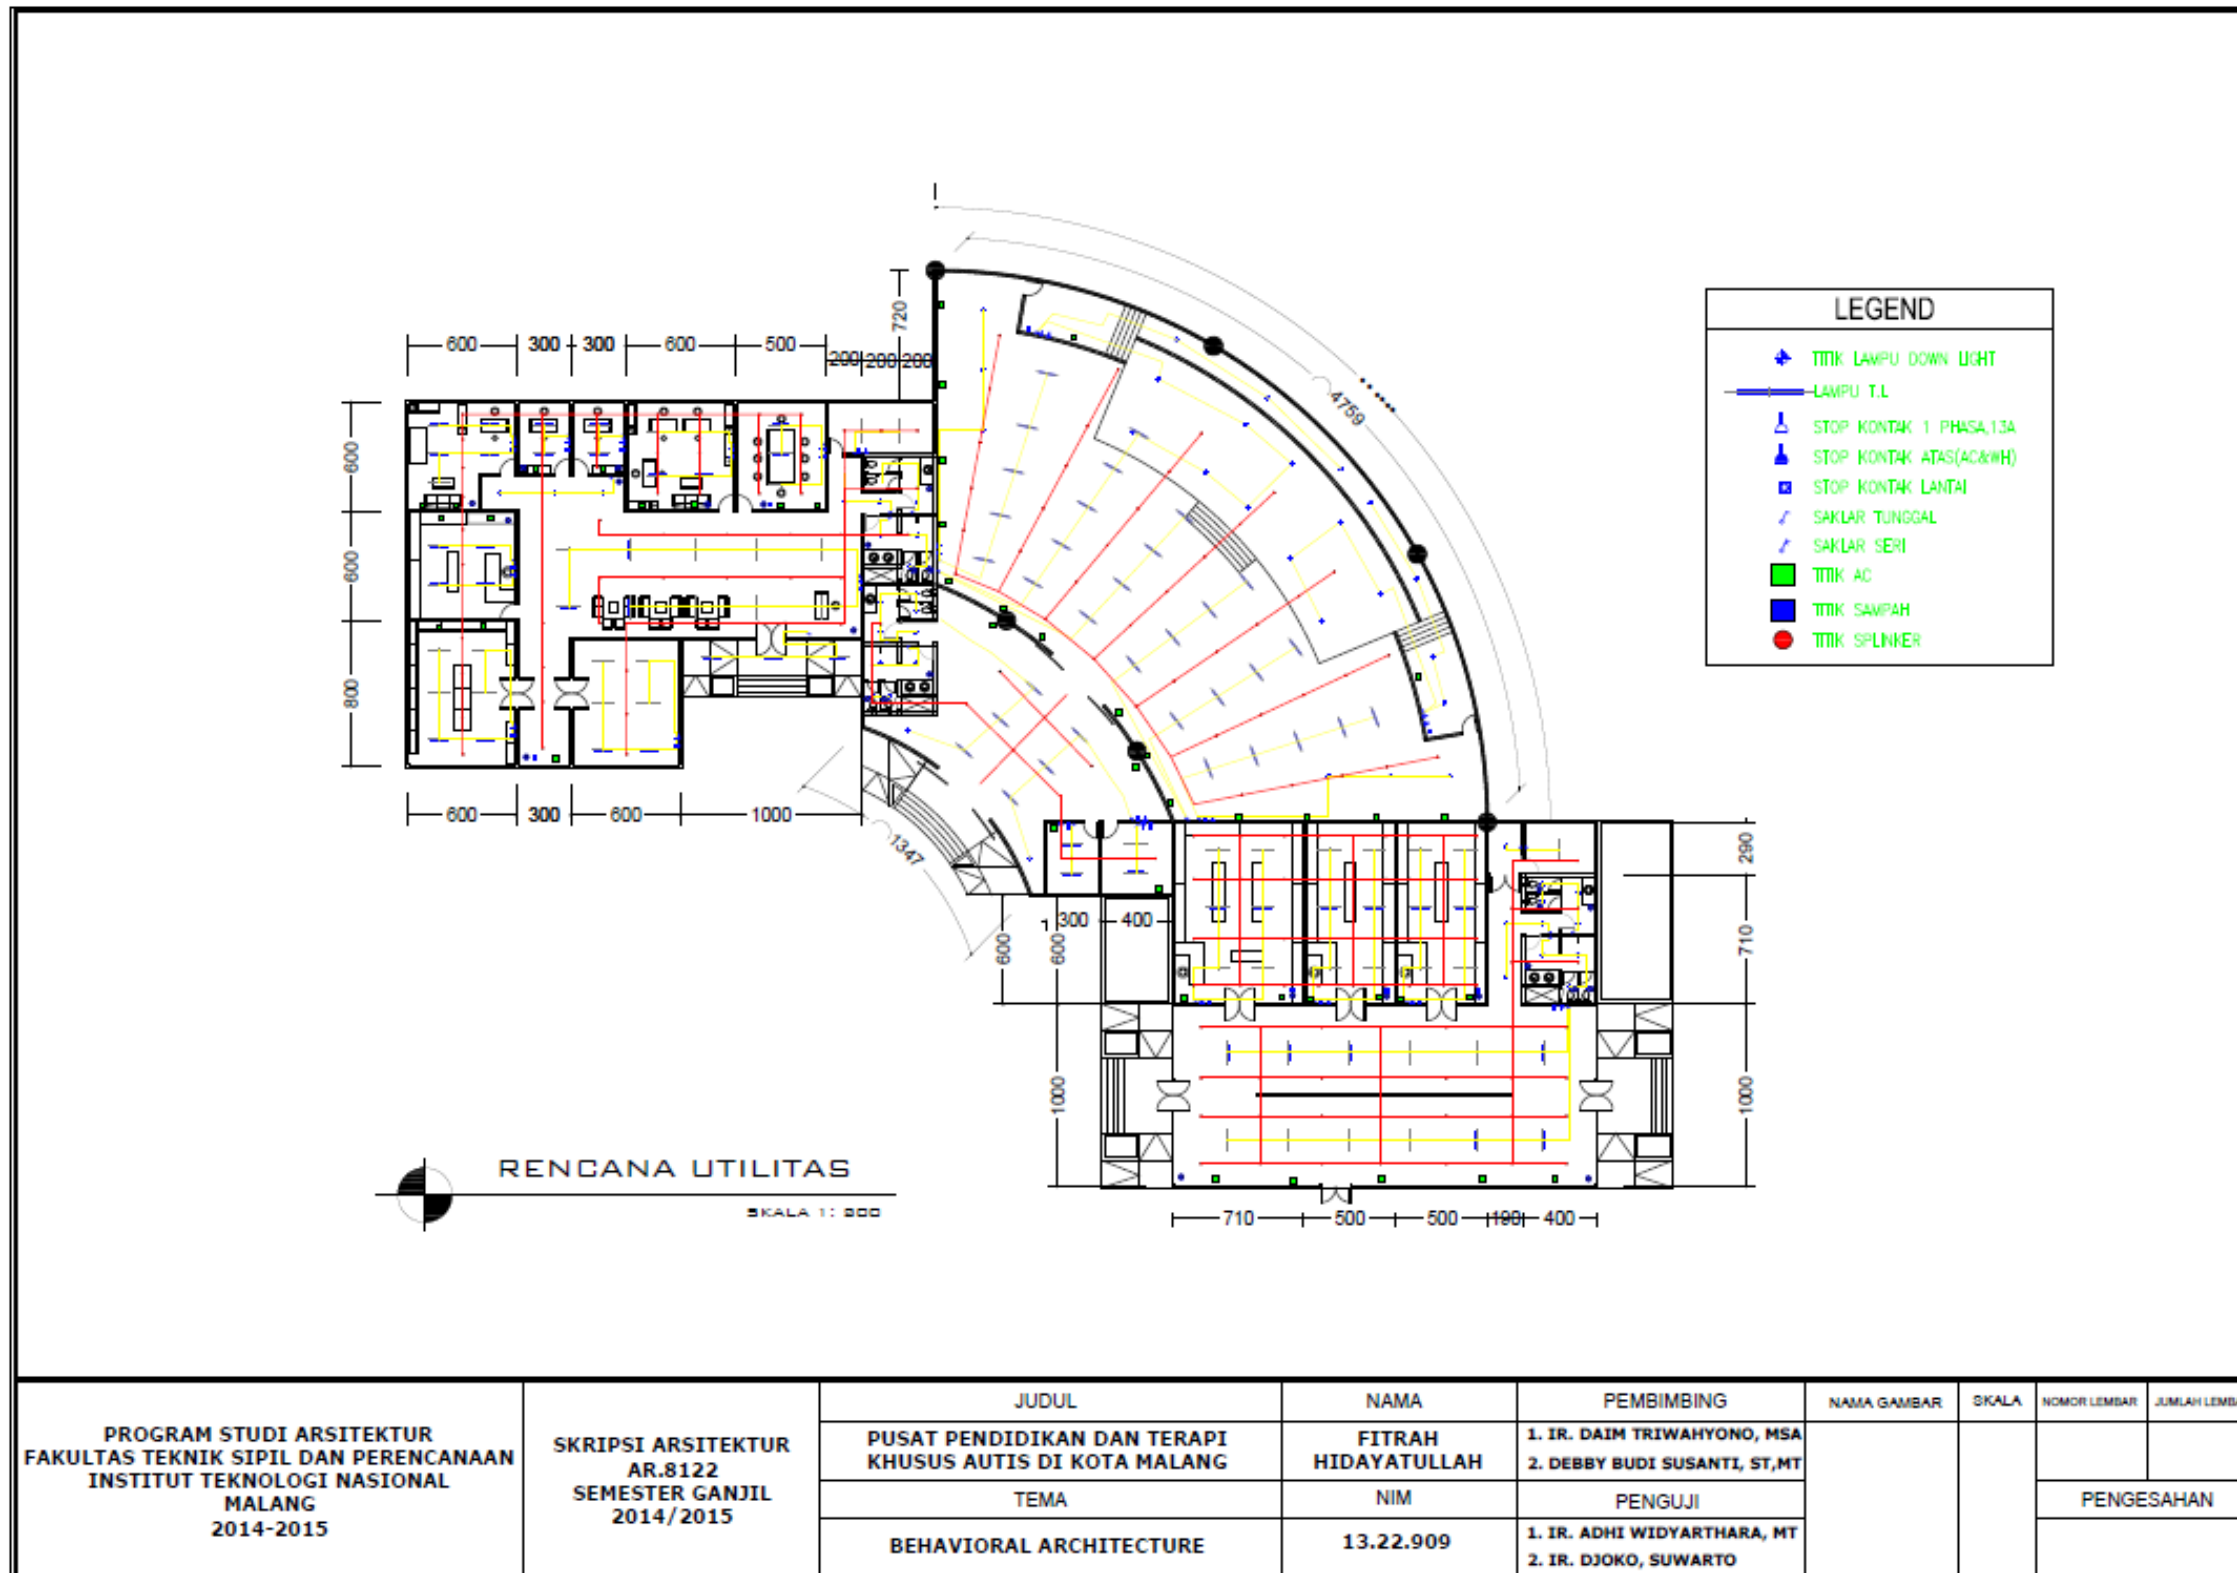 720
600
300
300
600
500
200
200
200
4759
600
600
800
600
300
600
1000
1347
300
400
600
600
1000
290
710
1000
710
500
500
190
400
LEGEND
TITIK LAMPU DOWN LIGHT
LAMPU T.L
STOP KONTAK 1 PHASA,13A
STOP KONTAK ATAS(AC&WH)
STOP KONTAK LANTAI
SAKLAR TUNGGAL
SAKLAR SERI
TITIK AC
TITIK SAMPAH
TITIK SPLINKER
RENCANA UTILITAS
SKALA 1:
PROGRAM STUDI ARSITEKTUR
FAKULTAS TEKNIK SIPIL DAN PERENCANAAN
INSTITUT TEKNOLOGI NASIONAL
MALANG
2014-2015
SKRIPSI ARSITEKTUR
AR.8122
SEMESTER GANJIL
2014/2015
JUDUL
PUSAT PENDIDIKAN DAN TERAPI
KHUSUS AUTIS DI KOTA MALANG
TEMA
BEHAVIORAL ARCHITECTURE
NAMA
FITRAH
HIDAYATULLAH
NIM
13.22.909
PEMBIMBING
1. IR. DAIM TRIWAHYONO, MSA
2. DEBBY BUDI SUSANTI, ST,MT
PENGUJI
1. IR. ADHI WIDYARTHARA, MT
2. IR. DJOKO, SUWARTO
NAMA GAMBAR
SKALA
NOMOR LEMBAR
JUMLAH LEMBA
PENGESAHAN